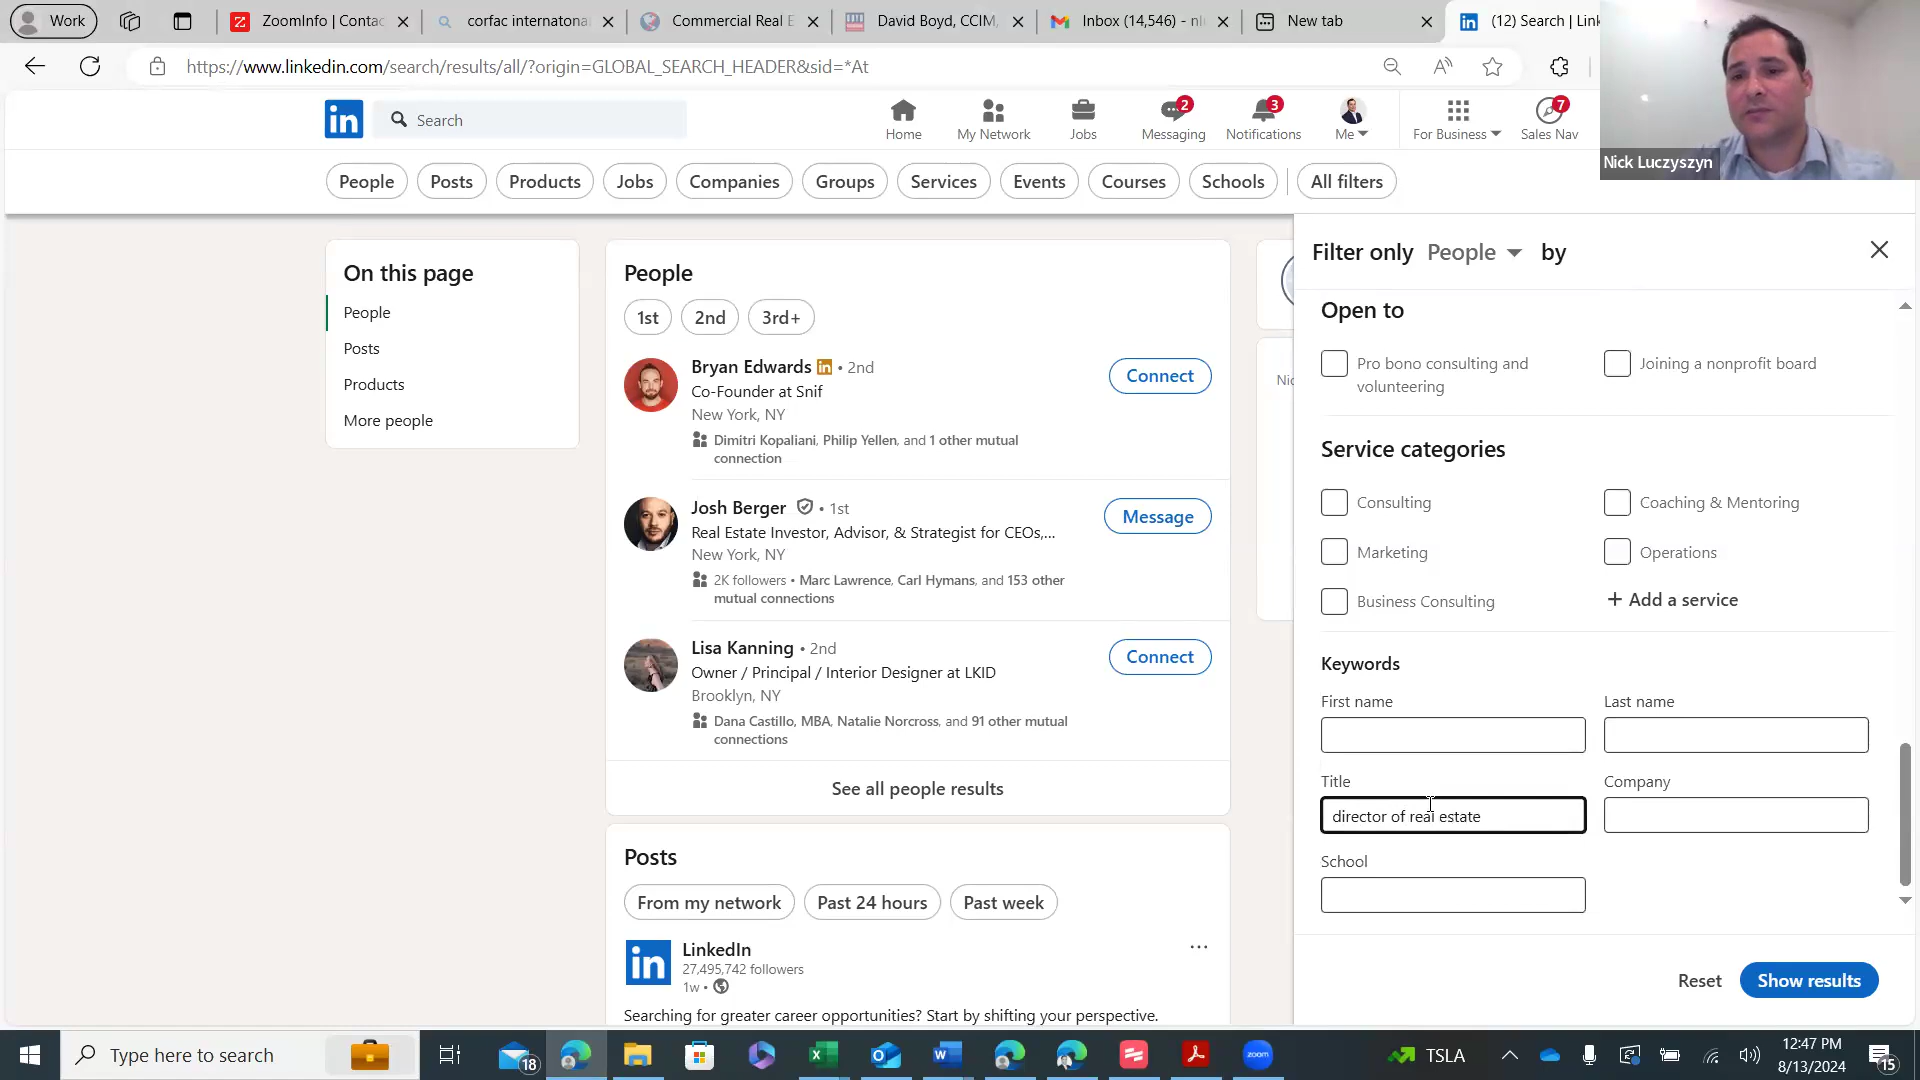 Work
ZoomInfo | Contac
corfac internatona
Commercial Real E
David Boyd, CCIM,
Inbox (14,546) - nl
New tab
(12) Search | Link
https://www.linkedin.com/search/results/all/?origin=GLOBAL_SEARCH_HEADER&sid=*At
in
Search
Home
My Network
Jobs
2
Messaging
3
Notifications
Me
For Business
7
Sales Nav
Nick Luczyszyn
People
Posts
Products
Jobs
Companies
Groups
Services
Events
Courses
Schools
All filters
On this page
People
Posts
Products
More people
People
1st
2nd
3rd+
Bryan Edwards in • 2nd
Co-Founder at Snif
New York, NY
Dimitri Kopaliani, Philip Yellen, and 1 other mutual
connection
Connect
Josh Berger • 1st
Real Estate Investor, Advisor, & Strategist for CEOs,...
New York, NY
2K followers • Marc Lawrence, Carl Hymans, and 153 other
mutual connections
Message
Lisa Kanning • 2nd
Owner / Principal / Interior Designer at LKID
Brooklyn, NY
Dana Castillo, MBA, Natalie Norcross, and 91 other mutual
connections
Connect
See all people results
Posts
From my network
Past 24 hours
Past week
in
LinkedIn
27,495,742 followers
1w •
Searching for greater career opportunities? Start by shifting your perspective.
Nic
Filter only People by
Open to
Pro bono consulting and
volunteering
Joining a nonprofit board
Service categories
Consulting
Coaching & Mentoring
Marketing
Operations
Business Consulting
+ Add a service
Keywords
First name
Last name
Title
Company
director of real estate
School
Reset
Show results
Type here to search
18
zoom
TSLA
12:47 PM
8/13/2024
15